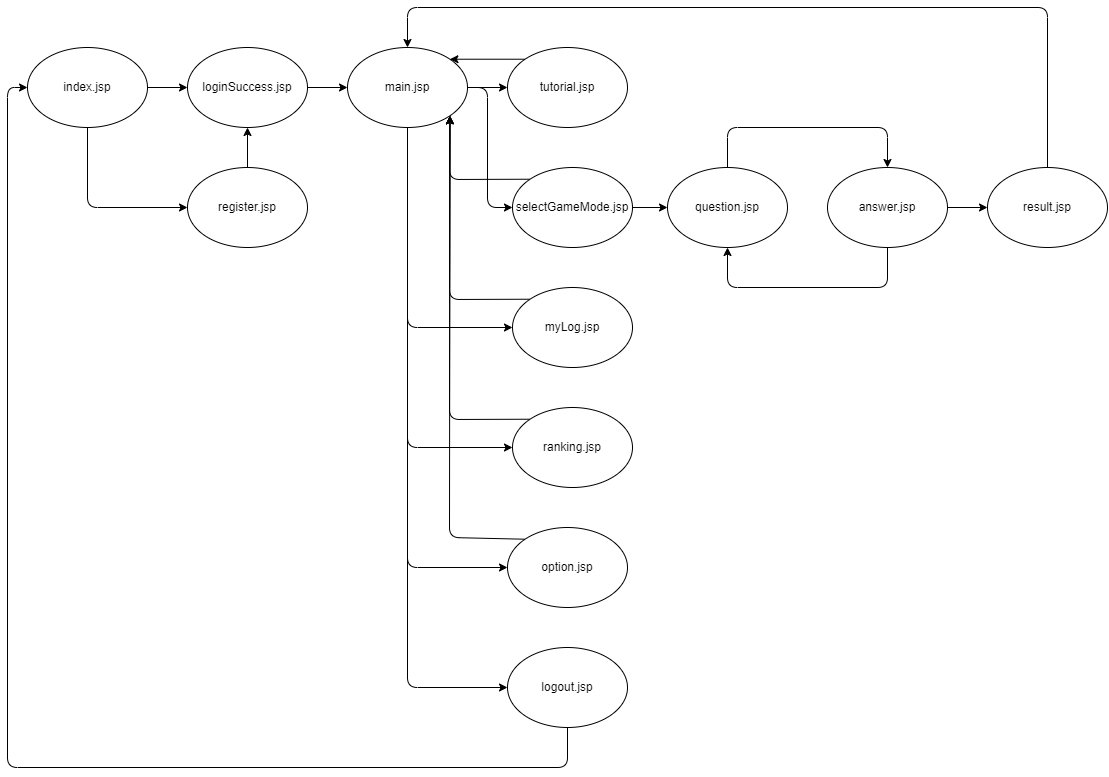 index.jsp
loginSuccess.jsp
main.jsp
tutorial.jsp
register.jsp
selectGameMode.jsp
question.jsp
answer.jsp
result.jsp
myLog.jsp
ranking.jsp
option.jsp
logout.jsp